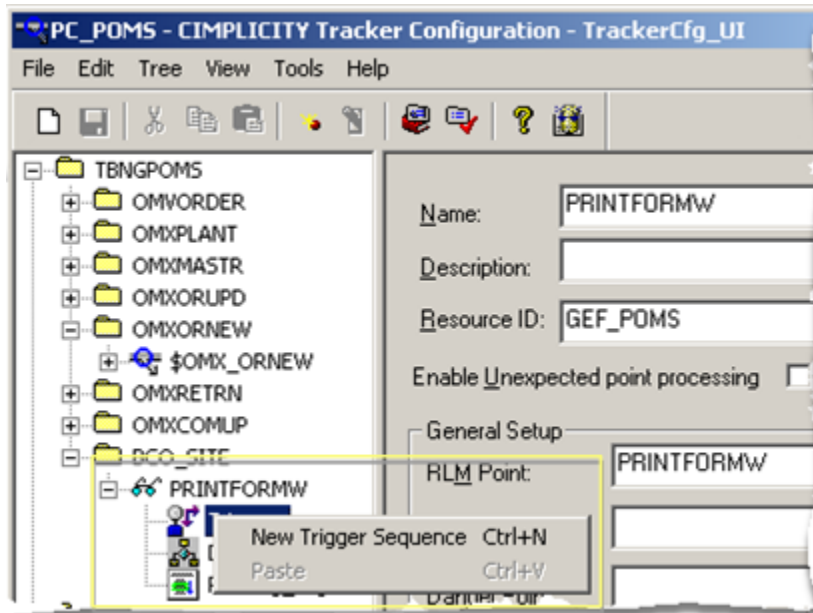 PC_POMS - CIMPLICITY Tracker Configuration - TrackerCfg_UI
File Edit Tree View Tools Help
TBNGPOMS
OMVORDER
OMXPLANT
OMXMASTR
OMXORUPD
OMXORNEW
$OMX_ORNEW
OMXRETRN
OMXCOMUP
BCO_SITE
PRINTFORMW
New Trigger Sequence Ctrl+N
Paste Ctrl+V
Name: PRINTFORMW
Description:
Resource ID: GEF_POMS
Enable Unexpected point processing
General Setup
RLM Point: PRINTFORMW